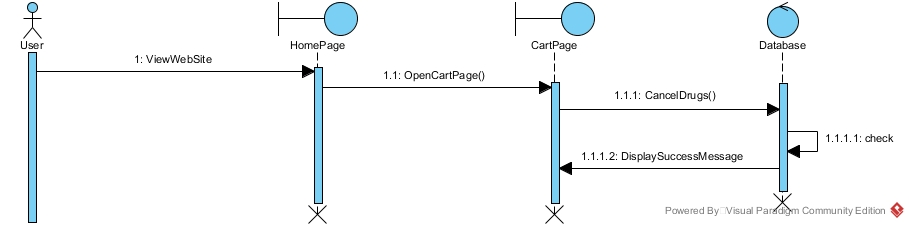 User
HomePage
CartPage
Database
1: ViewWebSite
1.1: OpenCartPage()
1.1.1: CancelDrugs()
1.1.1.1: check
1.1.1.2: DisplaySuccessMessage
Powered By Visual Paradigm Community Edition